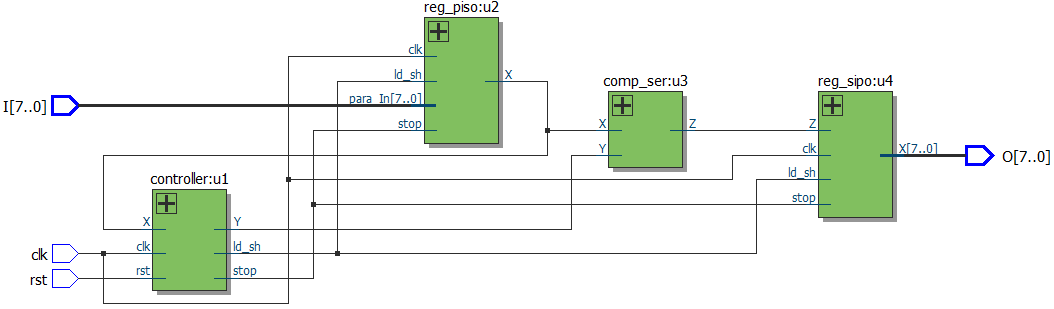 reg_piso:u2
clk
ld_sh
para_In[7..0]
stop
X
I[7..0]
comp_ser:u3
X
Y
Z
reg_sipo:u4
Z
clk
ld_sh
stop
X[7..0]
O[7..0]
controller:u1
X
clk
rst
Y
ld_sh
stop
clk
rst